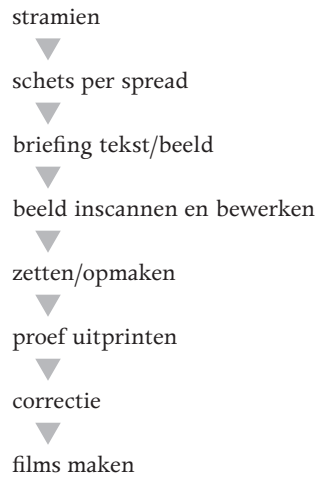 stramien
schets per spread
briefing tekst/beeld
beeld inscannen en bewerken
zetten/opmaken
proef uitprinten
correctie
films maken